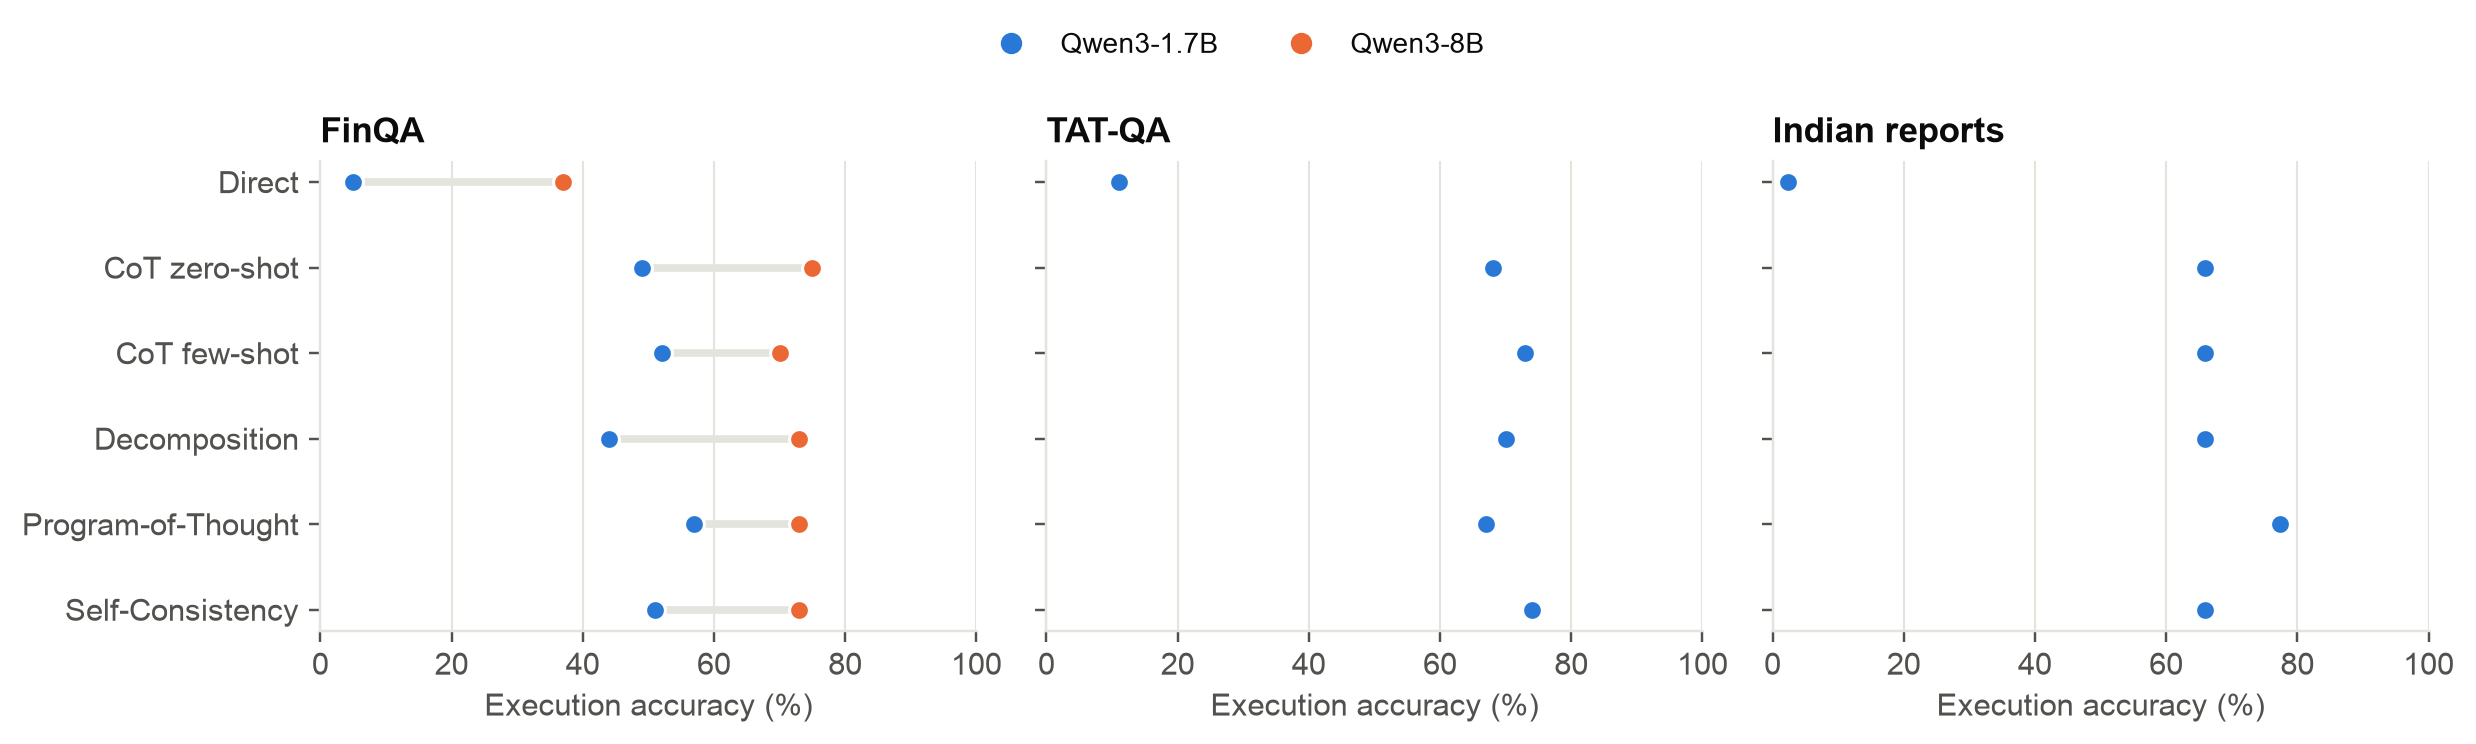 Qwen3-1.7B Qwen3-8B
FinQA TAT-QA Indian reports
Direct
CoT zero-shot
CoT few-shot
Decomposition
Program-of-Thought
Self-Consistency
0 20 40 60 80 100 0 20 40 60 80 100 0 20 40 60 80 100
Execution accuracy (%) Execution accuracy (%) Execution accuracy (%)